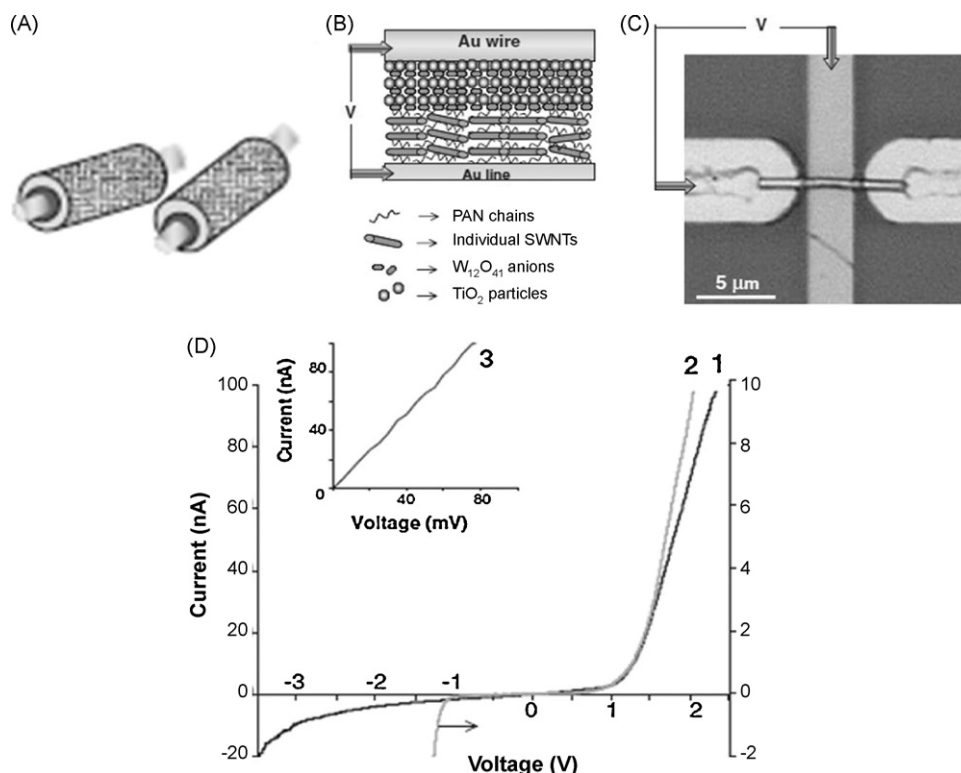 (A)
(B)
Au wire
V
Au line
PAN chains
Individual SWNTs
W12O41 anions
TiO2 particles
(C)
V
5 μm
(D)
Current (nA)
100
80
60
40
20
0
-20
-3
-2
-1
0
1
2
Voltage (V)
10
8
6
4
2
0
-2
2 1
3
Current (nA)
80
40
0
40
80
Voltage (mV)